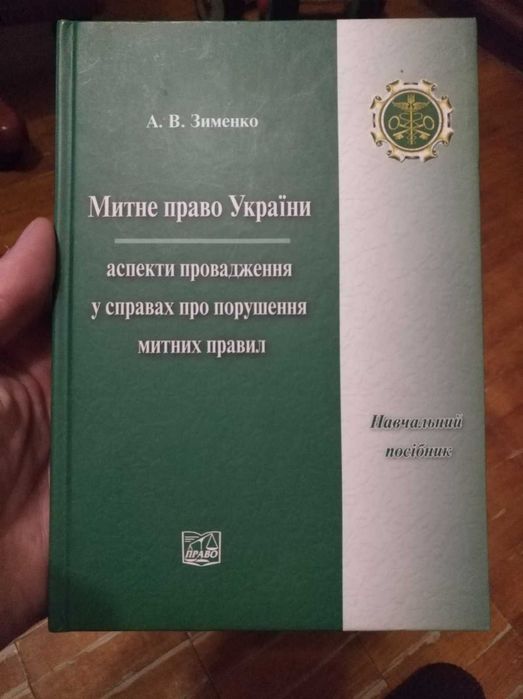 А. В. Зименко
Митне право України
аспекти провадження
у справах про порушення
митних правил
Навчальний
посібник
ПРАВО